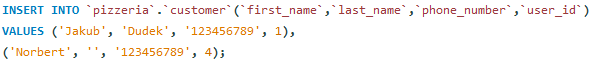 INSERT INTO `pizzeria`.`customer`(`first_name`,`last_name`,`phone_number`,`user_id`)
VALUES ('Jakub', 'Dudek', '123456789', 1),
('Norbert', '', '123456789', 4);